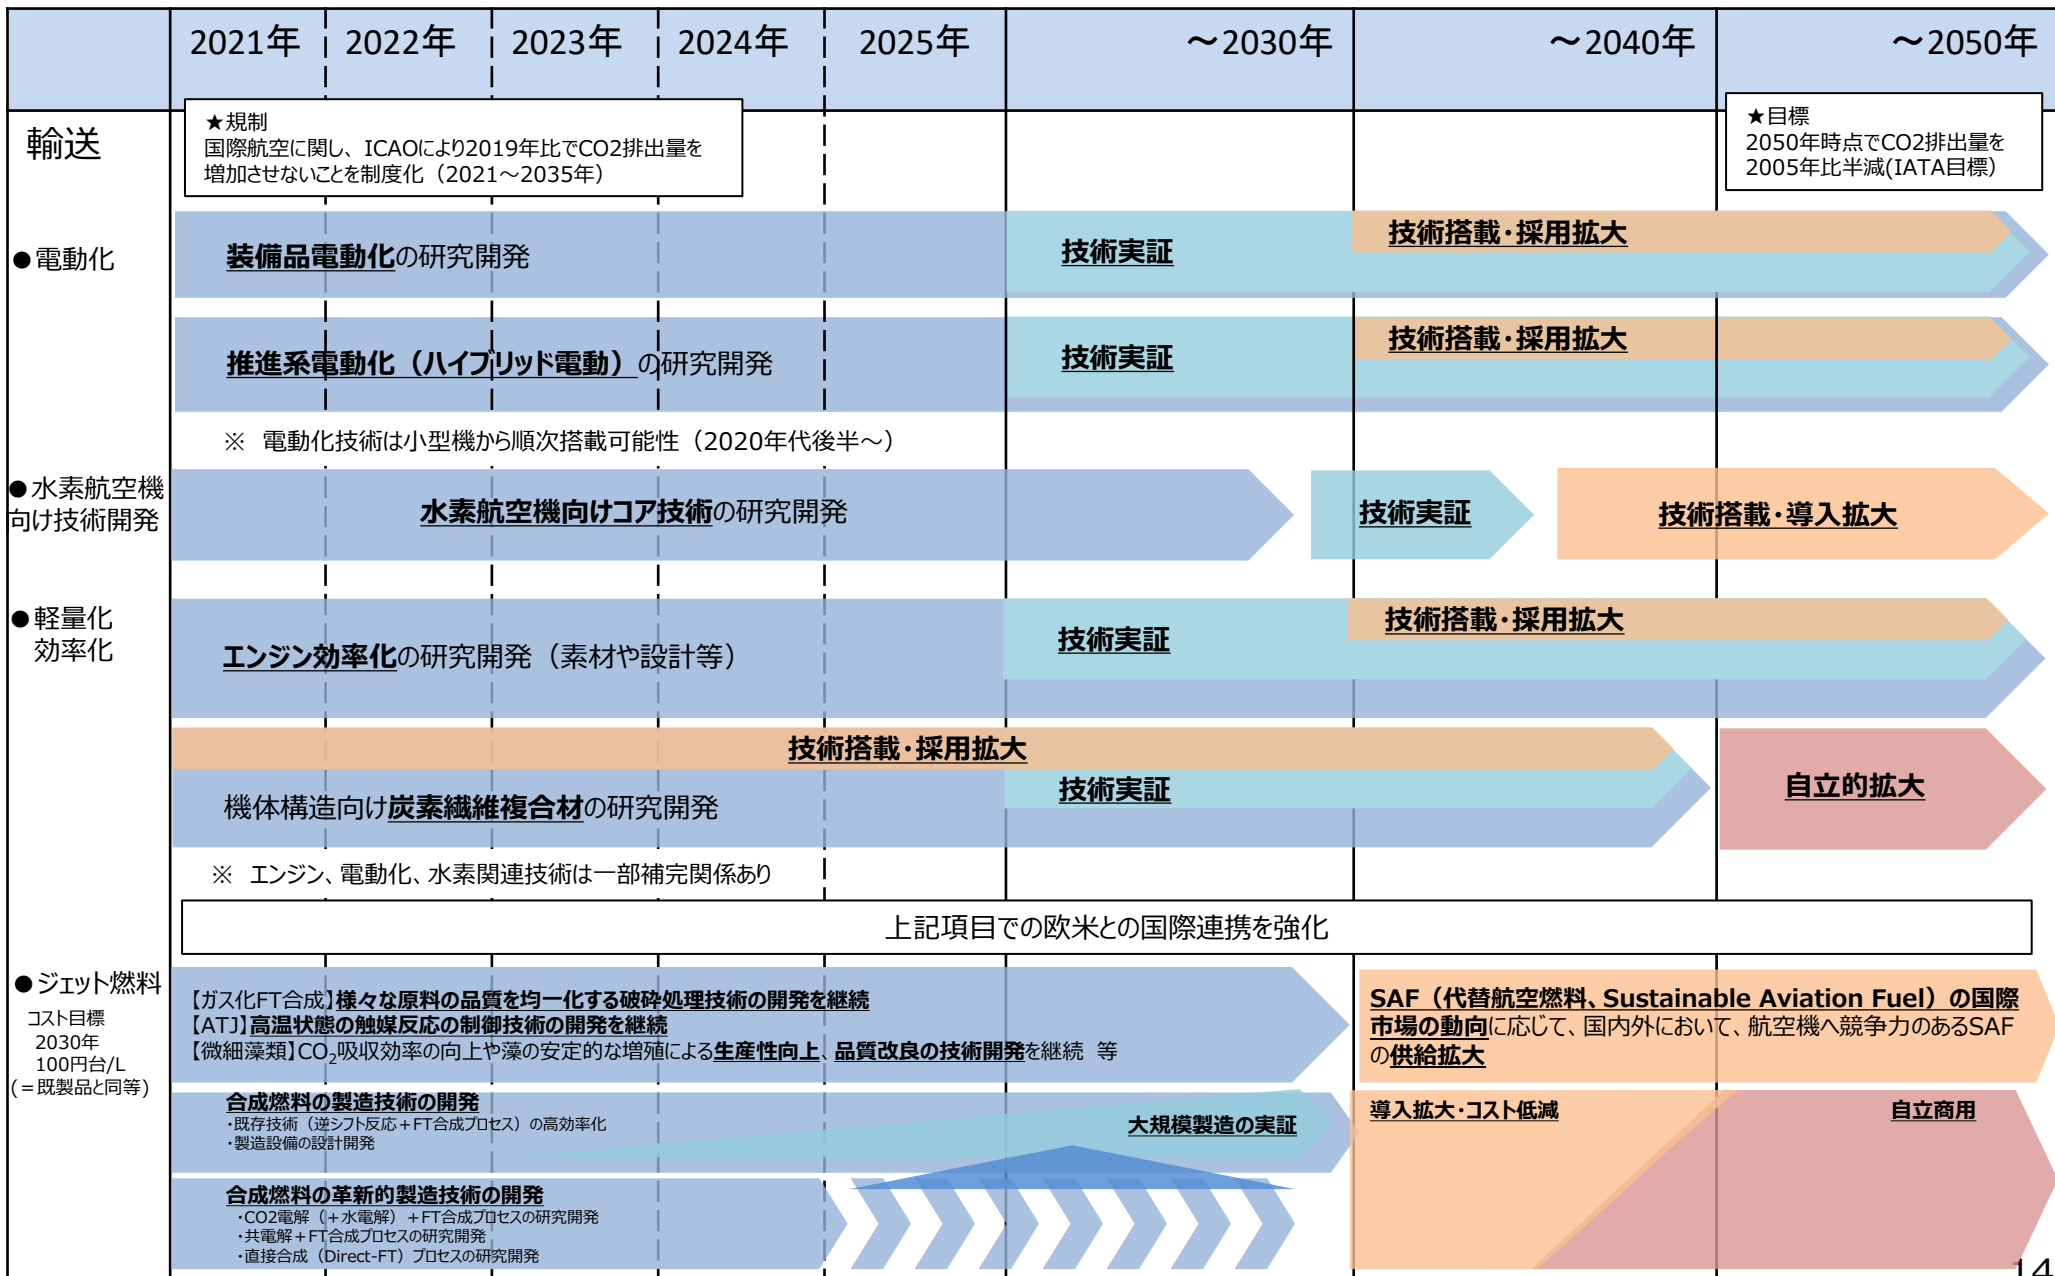 2021年 2022年 2023年 2024年 2025年 ～2030年 ～2040年 ～2050年
輸送
★規制
国際航空に関し、ICAOにより2019年比でCO2排出量を
増加させないことを制度化（2021～2035年）
★目標
2050年時点でCO2排出量を
2005年比半減(IATA目標)
●電動化
装備品電動化の研究開発
技術実証
技術搭載・採用拡大
推進系電動化（ハイブリッド電動）の研究開発
技術実証
技術搭載・採用拡大
※ 電動化技術は小型機から順次搭載可能性（2020年代後半～）
●水素航空機
向け技術開発
水素航空機向けコア技術の研究開発
技術実証
技術搭載・導入拡大
●軽量化
効率化
エンジン効率化の研究開発（素材や設計等）
技術実証
技術搭載・採用拡大
技術搭載・採用拡大
機体構造向け炭素繊維複合材の研究開発
技術実証
自立的拡大
※ エンジン、電動化、水素関連技術は一部補完関係あり
上記項目での欧米との国際連携を強化
●ジェット燃料
コスト目標
2030年
100円台/L
(＝既製品と同等)
【ガス化FT合成】様々な原料の品質を均一化する破砕処理技術の開発を継続
【ATJ】高温状態の触媒反応の制御技術の開発を継続
【微細藻類】CO2吸収効率の向上や藻の安定的な増殖による生産性向上、品質改良の技術開発を継続 等
SAF（代替航空燃料、Sustainable Aviation Fuel）の国際
市場の動向に応じて、国内外において、航空機へ競争力のあるSAF
の供給拡大
合成燃料の製造技術の開発
・既存技術（逆シフト反応＋FT合成プロセス）の高効率化
・製造設備の設計開発
大規模製造の実証
導入拡大・コスト低減
自立商用
合成燃料の革新的製造技術の開発
・CO2電解（＋水電解）＋FT合成プロセスの研究開発
・共電解＋FT合成プロセスの研究開発
・直接合成（Direct-FT）プロセスの研究開発
14